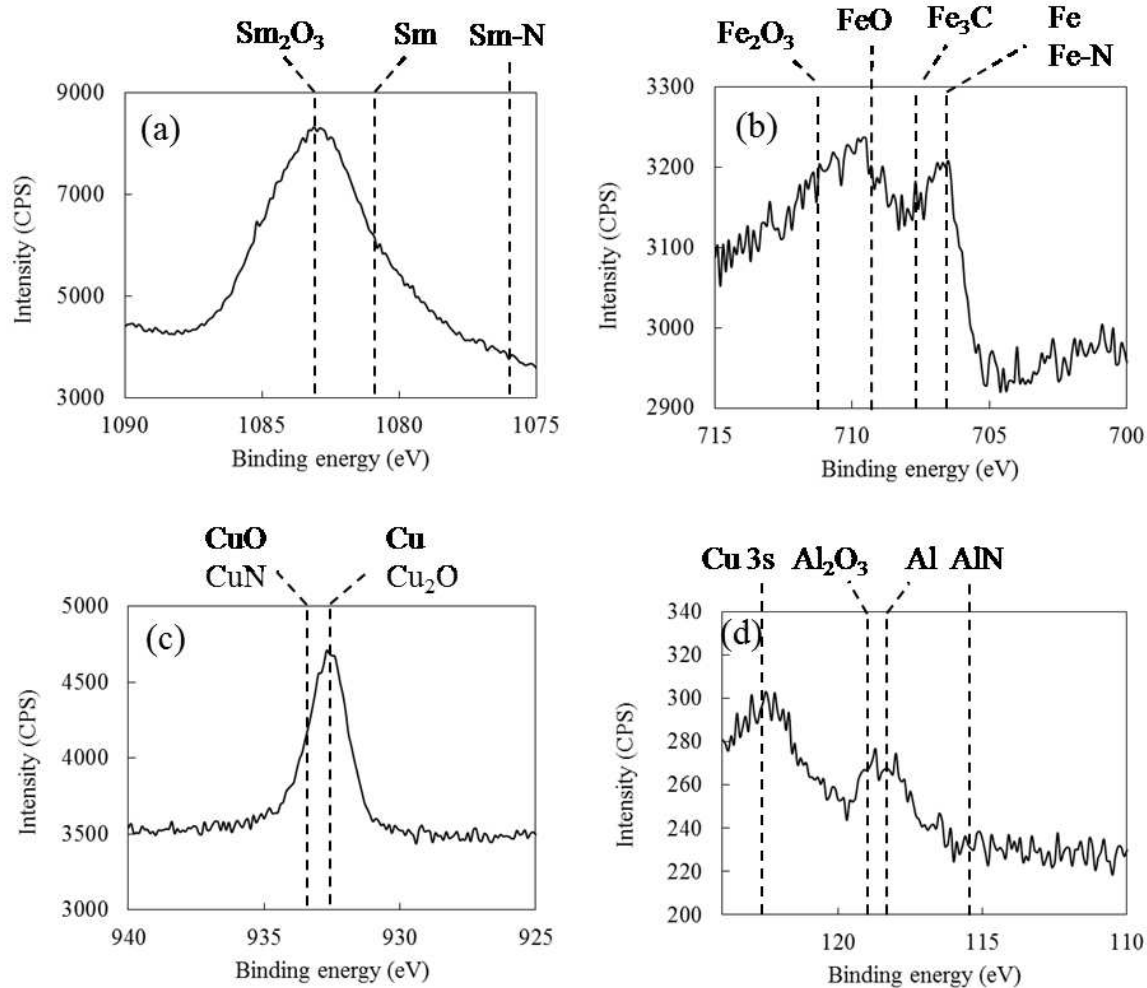 Sm₂O₃ Sm Sm-N
(a)
9000
7000
5000
3000
Intensity (CPS)
1090 1085 1080 1075
Binding energy (eV)
Fe₂O₃ FeO Fe₃C Fe
Fe-N
(b)
3300
3200
3100
3000
2900
Intensity (CPS)
715 710 705 700
Binding energy (eV)
CuO Cu
CuN Cu₂O
(c)
5000
4500
4000
3500
3000
Intensity (CPS)
940 935 930 925
Binding energy (eV)
Cu 3s Al₂O₃ Al AlN
(d)
340
320
300
280
260
240
220
200
Intensity (CPS)
120 115 110
Binding energy (eV)